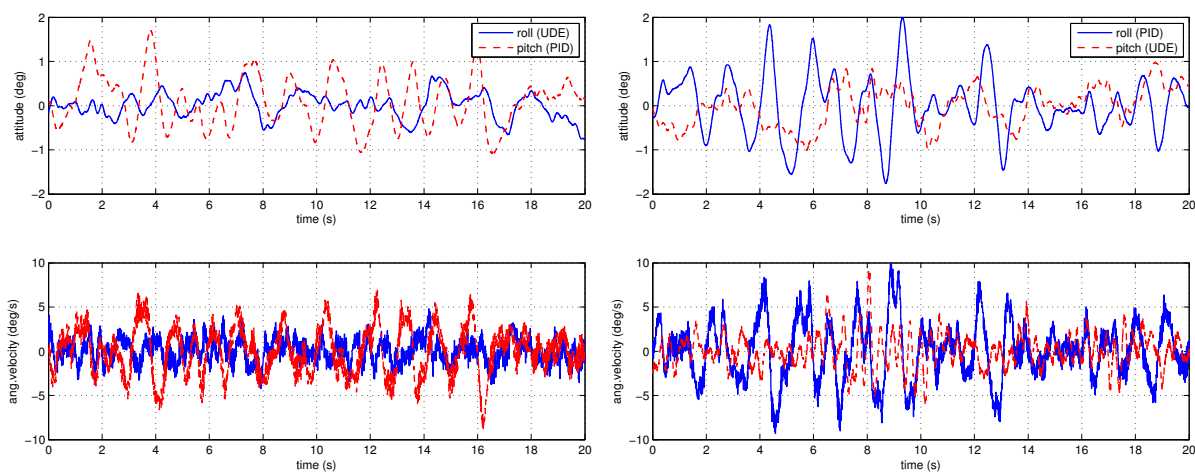 2
1
0
−1
−2
attitude (deg)
roll (UDE)
pitch (PID)
0 2 4 6 8 10 12 14 16 18 20
time (s)
2
1
0
−1
−2
attitude (deg)
roll (PID)
pitch (UDE)
0 2 4 6 8 10 12 14 16 18 20
time (s)
10
5
0
−5
−10
ang.velocity (deg/s)
0 2 4 6 8 10 12 14 16 18 20
time (s)
10
5
0
−5
−10
ang.velocity (deg/s)
0 2 4 6 8 10 12 14 16 18 20
time (s)